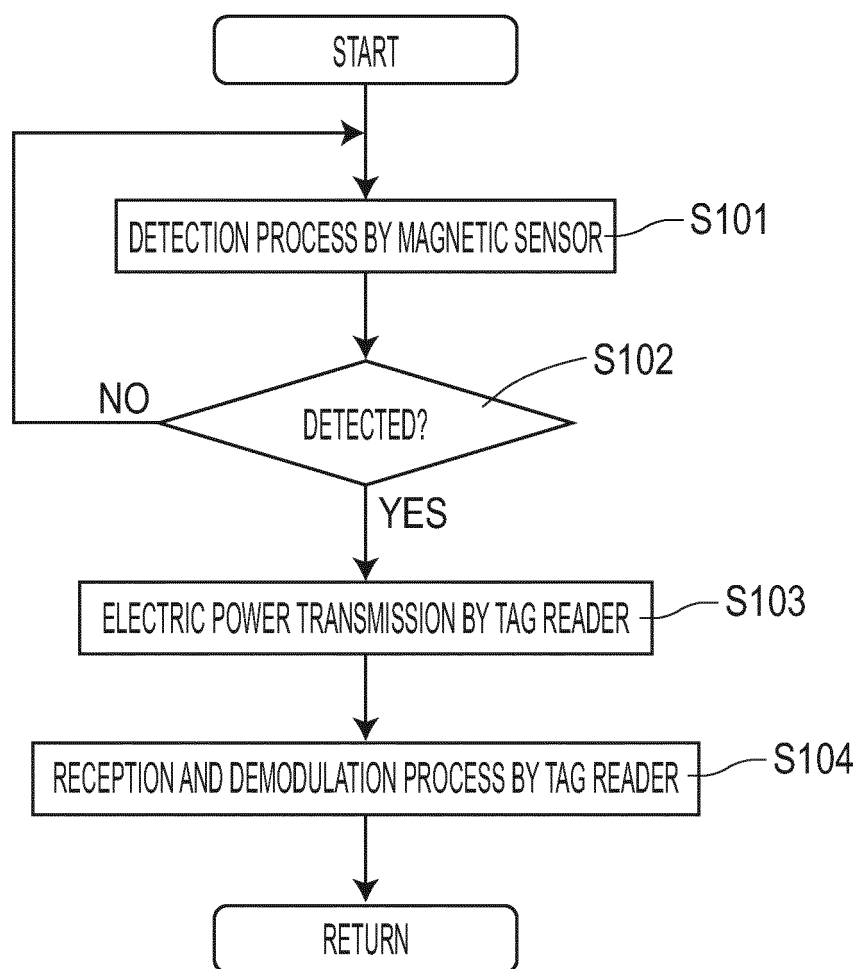 START
DETECTION PROCESS BY MAGNETIC SENSOR
S101
S102
NO
DETECTED?
YES
ELECTRIC POWER TRANSMISSION BY TAG READER
S103
RECEPTION AND DEMODULATION PROCESS BY TAG READER
S104
RETURN